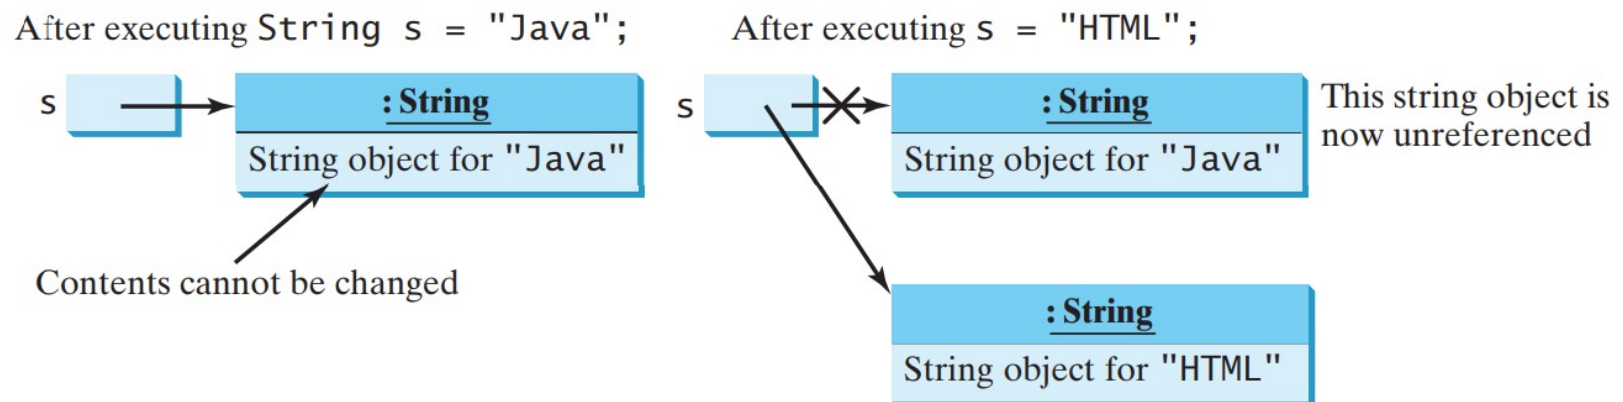 After executing String s = "Java";
s
: String
String object for "Java"
Contents cannot be changed
After executing s = "HTML";
s
: String
String object for "Java"
This string object is
now unreferenced
: String
String object for "HTML"